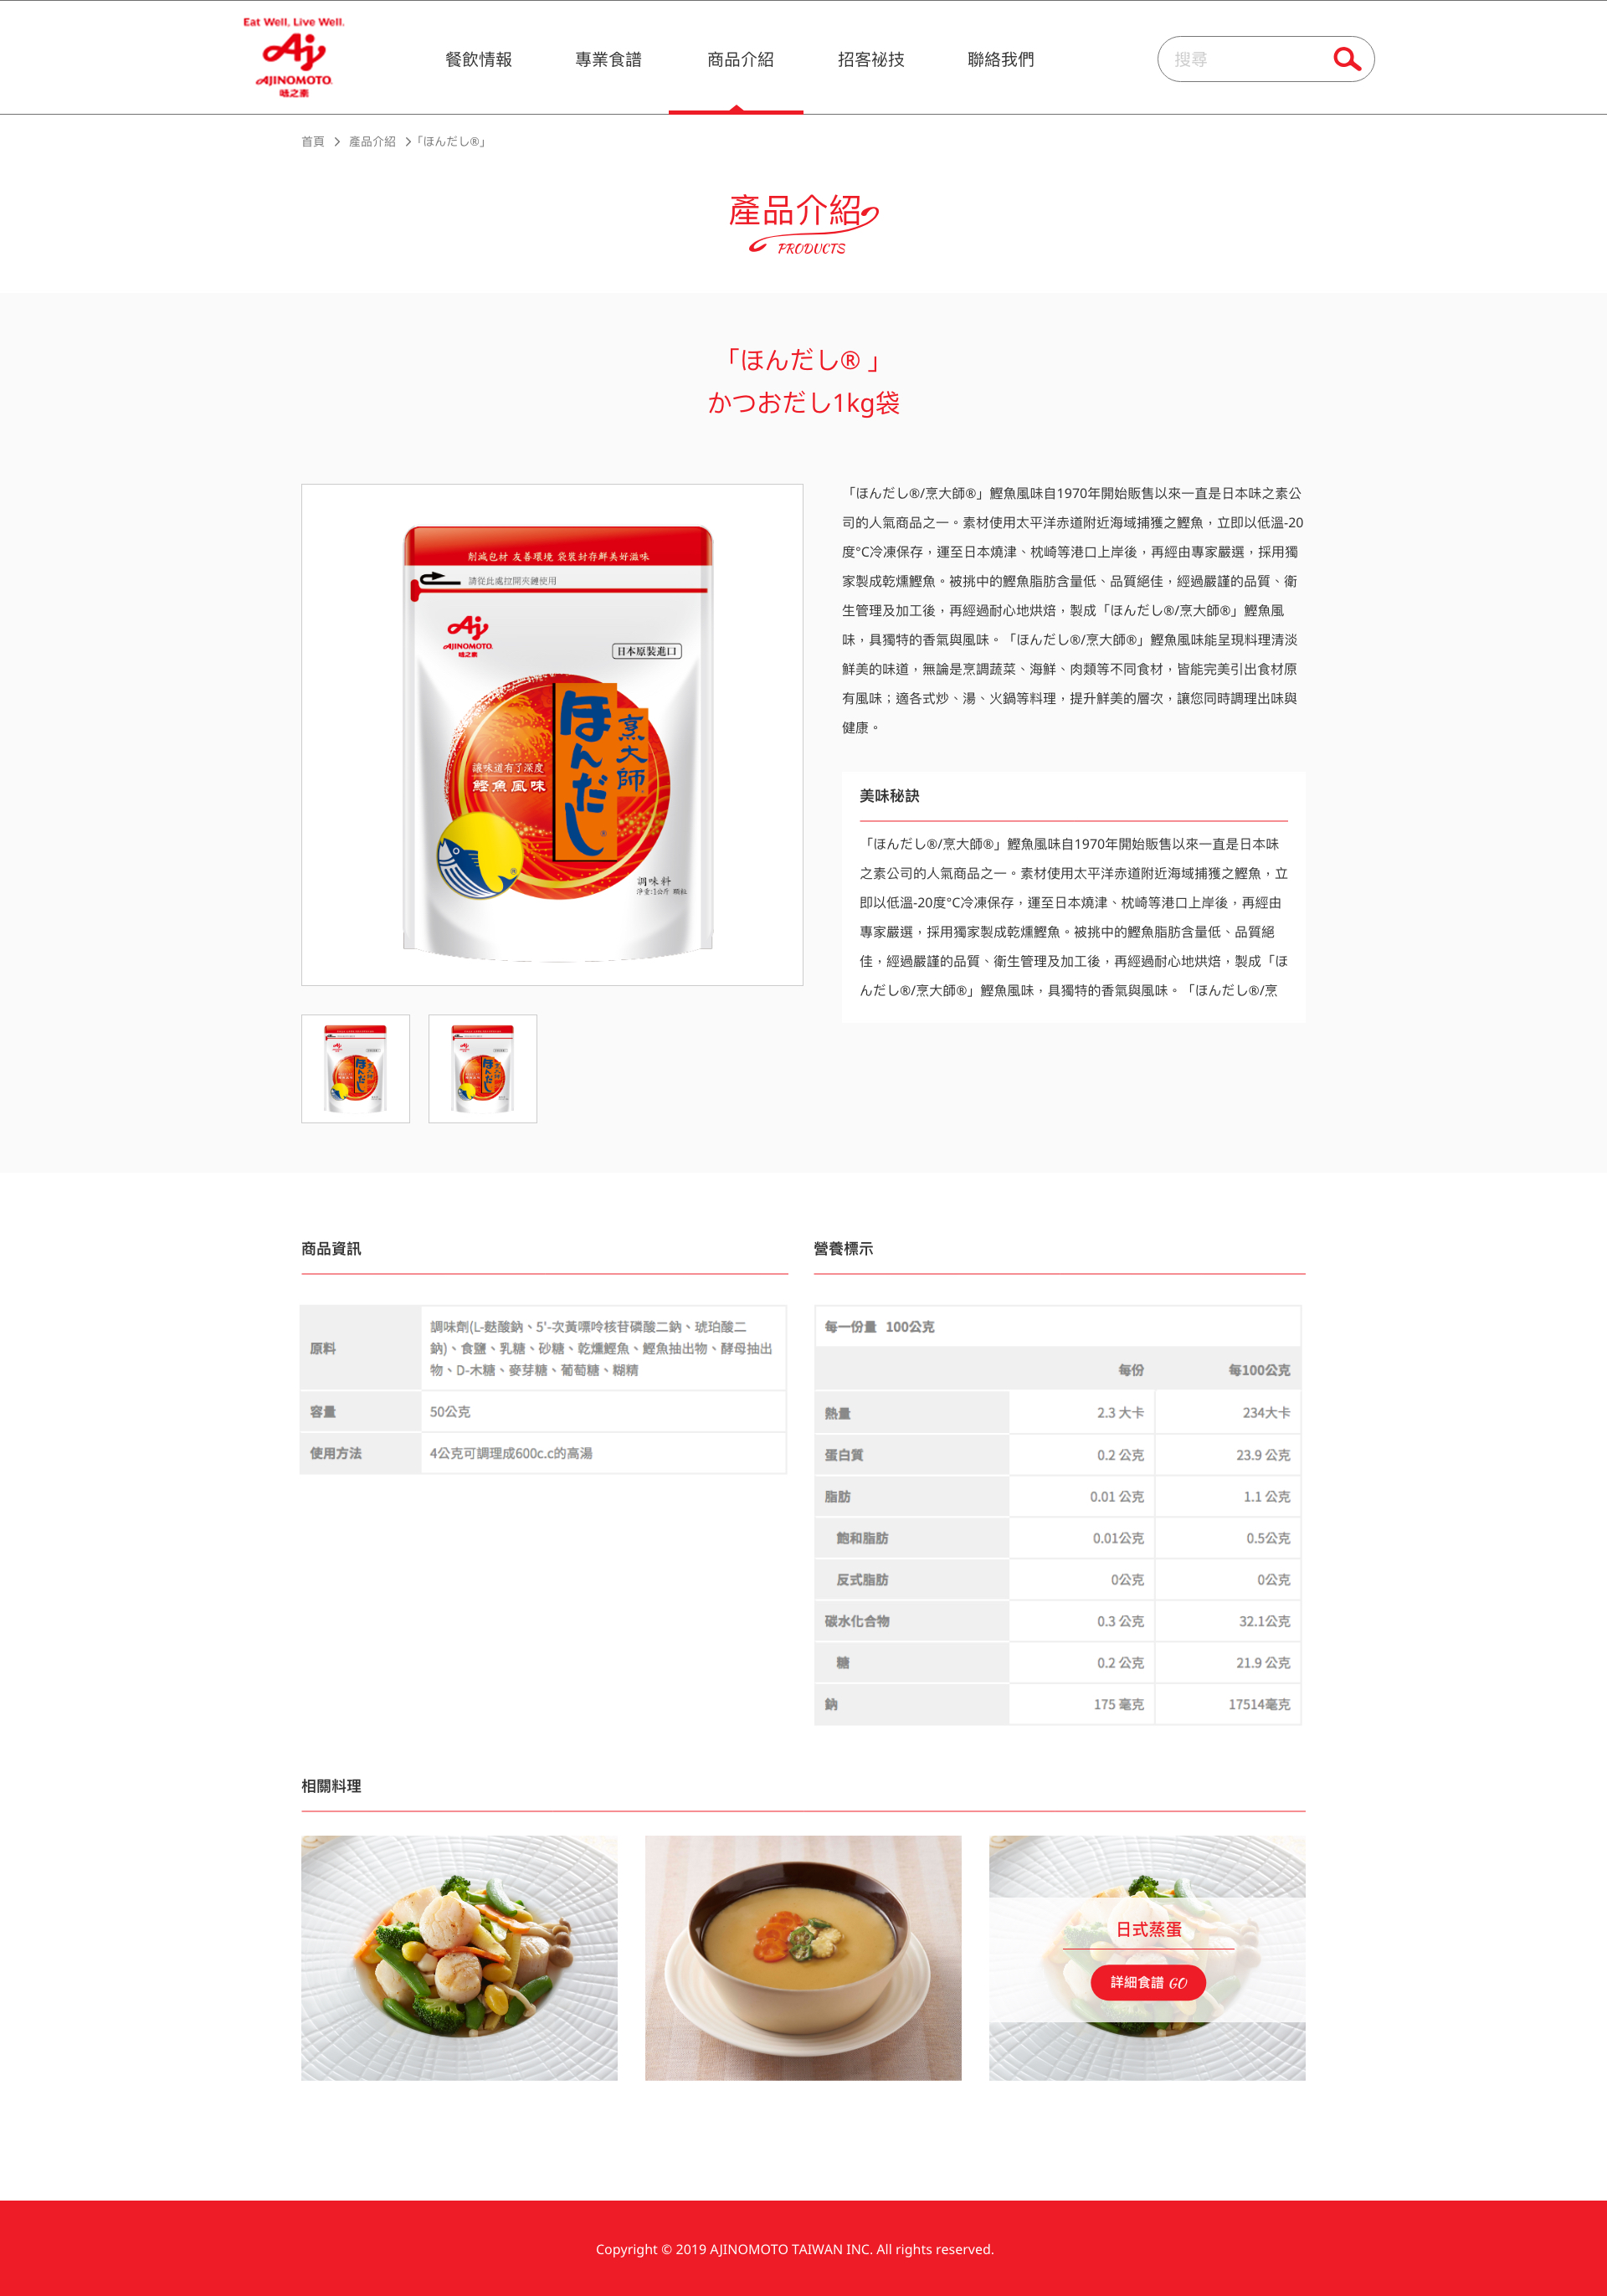 Eat Well, Live Well.
AJINOMOTO.
味之素
餐飲情報
專業食譜
商品介紹
招客祕技
聯絡我們
搜尋
首頁 > 產品介紹 >「ほんだし®」
產品介紹
PRODUCTS
「ほんだし® 」
かつおだし1kg袋
削減包材 友善環境 袋裝封存鮮美好滋味
請從此處拉開夾鏈使用
AJINOMOTO.
味之素
日本原裝進口
烹大師®
ほんだし®
讓味道有了深度
鰹魚風味
調味料
淨重:1公斤 顆粒
「ほんだし®/烹大師®」鰹魚風味自1970年開始販售以來一直是日本味之素公
司的人氣商品之一。素材使用太平洋赤道附近海域捕獲之鰹魚，立即以低溫-20
度°C冷凍保存，運至日本燒津、枕崎等港口上岸後，再經由專家嚴選，採用獨
家製成乾燻鰹魚。被挑中的鰹魚脂肪含量低、品質絕佳，經過嚴謹的品質、衛
生管理及加工後，再經過耐心地烘焙，製成「ほんだし®/烹大師®」鰹魚風
味，具獨特的香氣與風味。「ほんだし®/烹大師®」鰹魚風味能呈現料理清淡
鮮美的味道，無論是烹調蔬菜、海鮮、肉類等不同食材，皆能完美引出食材原
有風味；適各式炒、湯、火鍋等料理，提升鮮美的層次，讓您同時調理出味與
健康。
美味秘訣
「ほんだし®/烹大師®」鰹魚風味自1970年開始販售以來一直是日本味
之素公司的人氣商品之一。素材使用太平洋赤道附近海域捕獲之鰹魚，立
即以低溫-20度°C冷凍保存，運至日本燒津、枕崎等港口上岸後，再經由
專家嚴選，採用獨家製成乾燻鰹魚。被挑中的鰹魚脂肪含量低、品質絕
佳，經過嚴謹的品質、衛生管理及加工後，再經過耐心地烘焙，製成「ほ
んだし®/烹大師®」鰹魚風味，具獨特的香氣與風味。「ほんだし®/烹
商品資訊
原料
調味劑(L-麩酸鈉、5'-次黃嘌呤核苷磷酸二鈉、琥珀酸二
鈉)、食鹽、乳糖、砂糖、乾燻鰹魚、鰹魚抽出物、酵母抽出
物、D-木糖、麥芽糖、葡萄糖、糊精
容量 50公克
使用方法 4公克可調理成600c.c的高湯
營養標示
每一份量 100公克
每份 每100公克
熱量 2.3 大卡 234大卡
蛋白質 0.2 公克 23.9 公克
脂肪 0.01 公克 1.1 公克
飽和脂肪 0.01公克 0.5公克
反式脂肪 0公克 0公克
碳水化合物 0.3 公克 32.1公克
糖 0.2 公克 21.9 公克
鈉 175 毫克 17514毫克
相關料理
日式蒸蛋
詳細食譜 GO
Copyright © 2019 AJINOMOTO TAIWAN INC. All rights reserved.